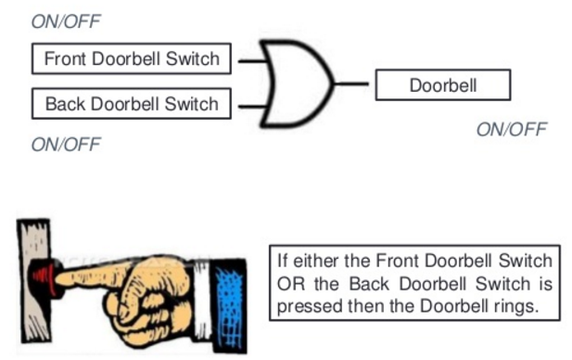 ON/OFF
Front Doorbell Switch
Back Doorbell Switch
Doorbell
ON/OFF
ON/OFF
If either the Front Doorbell Switch
OR the Back Doorbell Switch is
pressed then the Doorbell rings.